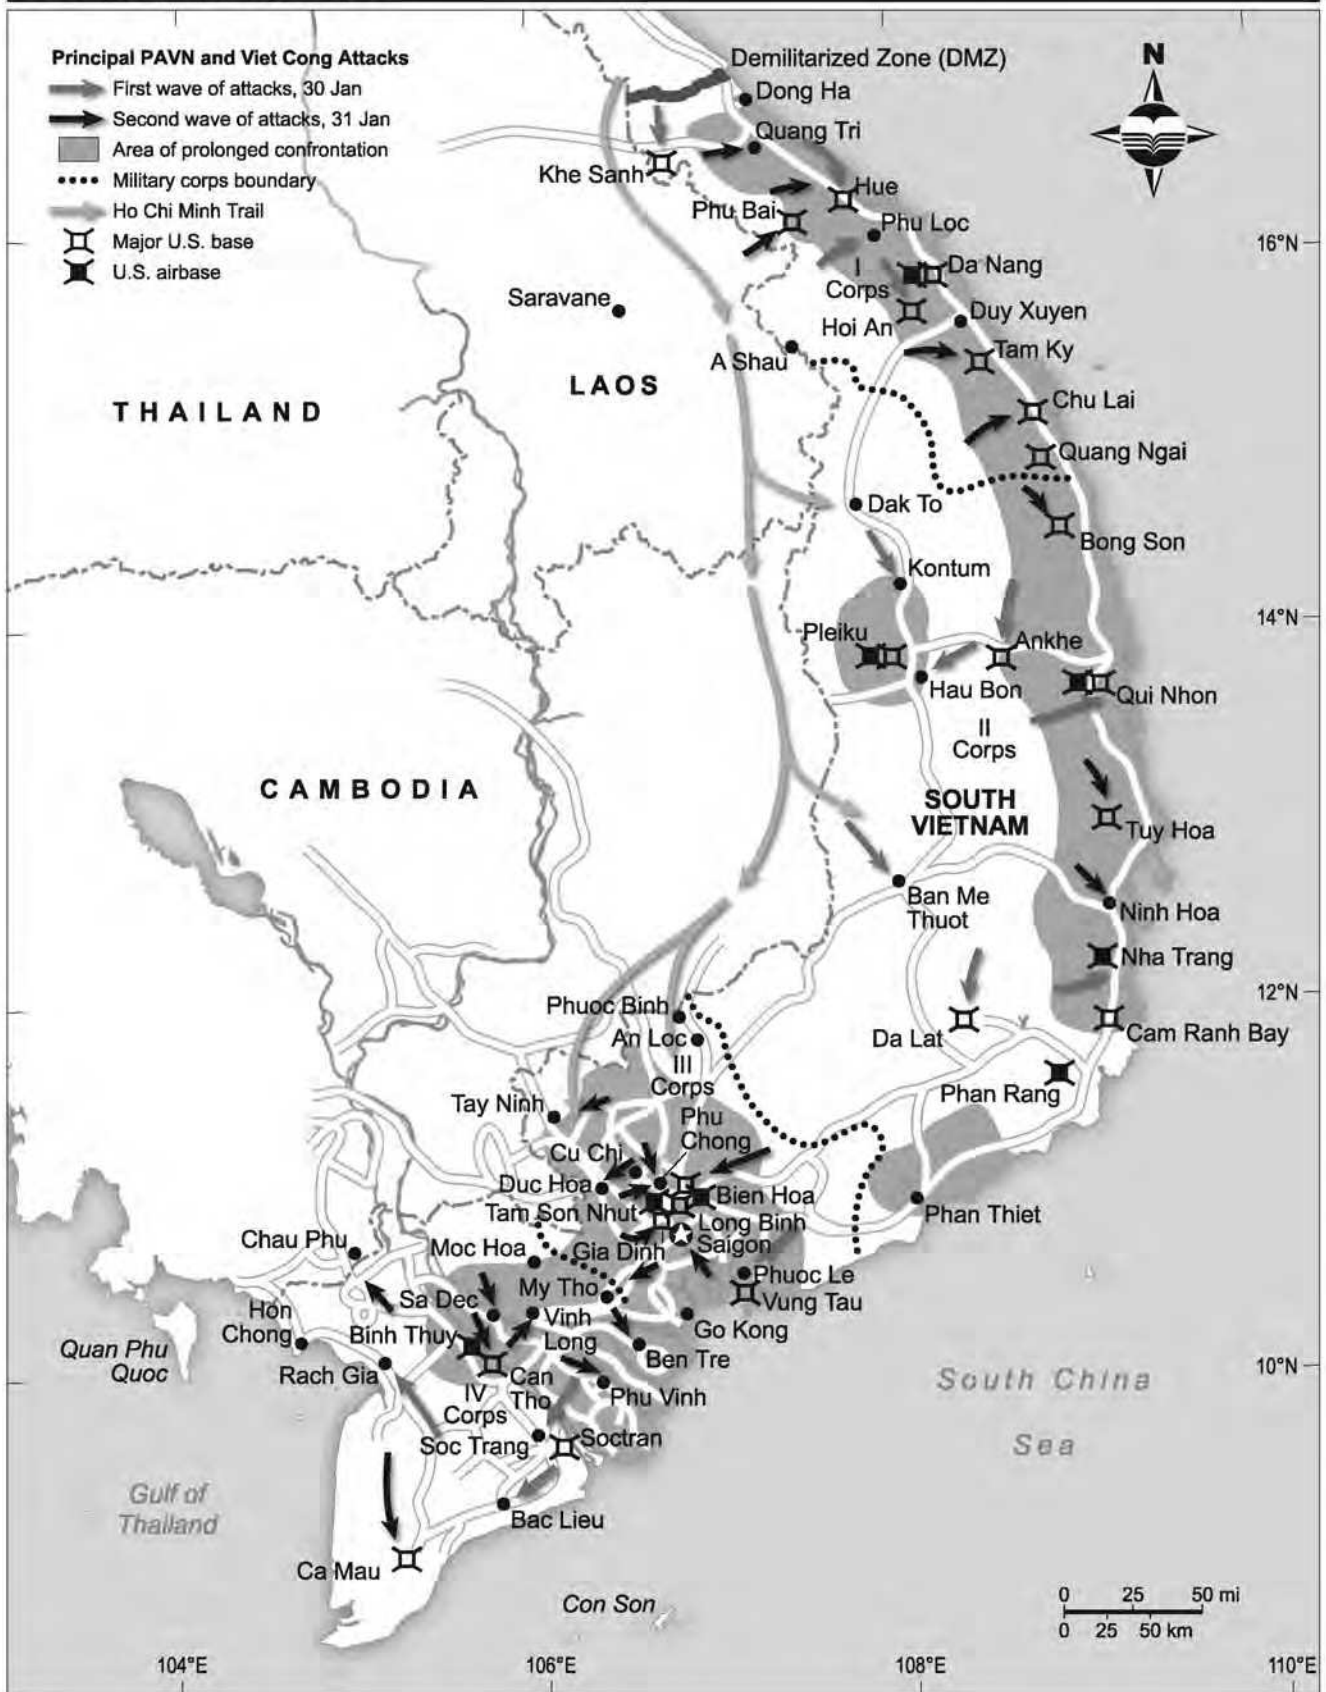 Principal PAVN and Viet Cong Attacks
First wave of attacks, 30 Jan
Second wave of attacks, 31 Jan
Area of prolonged confrontation
Military corps boundary
Ho Chi Minh Trail
Major U.S. base
U.S. airbase
N
Demilitarized Zone (DMZ)
Dong Ha
Quang Tri
Khe Sanh
Hue
Phu Bai
Phu Loc
16°N
I
Corps
Da Nang
Saravane
Hoi An
Duy Xuyen
A Shau
Tam Ky
LAOS
THAILAND
Chu Lai
Quang Ngai
Dak To
Bong Son
Kontum
14°N
Pleiku
Ankhe
Hau Bon
Qui Nhon
II
Corps
CAMBODIA
SOUTH
VIETNAM
Tuy Hoa
Ban Me
Thuot
Ninh Hoa
Nha Trang
12°N
Phuoc Binh
An Loc
Da Lat
Cam Ranh Bay
III
Corps
Phan Rang
Tay Ninh
Phu
Chong
Cu Chi
Duc Hoa
Bien Hoa
Tam Son Nhut
Long Binh
Phan Thiet
Chau Phu
Moc Hoa
Gia Dinh
Saigon
My Tho
Phuoc Le
Sa Dec
Vung Tau
Hon
Chong
Binh Thuy
Vinh
Long
Go Kong
Quan Phu
Quoc
Rach Gia
Ben Tre
10°N
Can
Tho
IV
Corps
Phu Vinh
South China
Sea
Soc Trang
Soctran
Gulf of
Thailand
Bac Lieu
Ca Mau
Con Son
0 25 50 mi
0 25 50 km
104°E
106°E
108°E
110°E